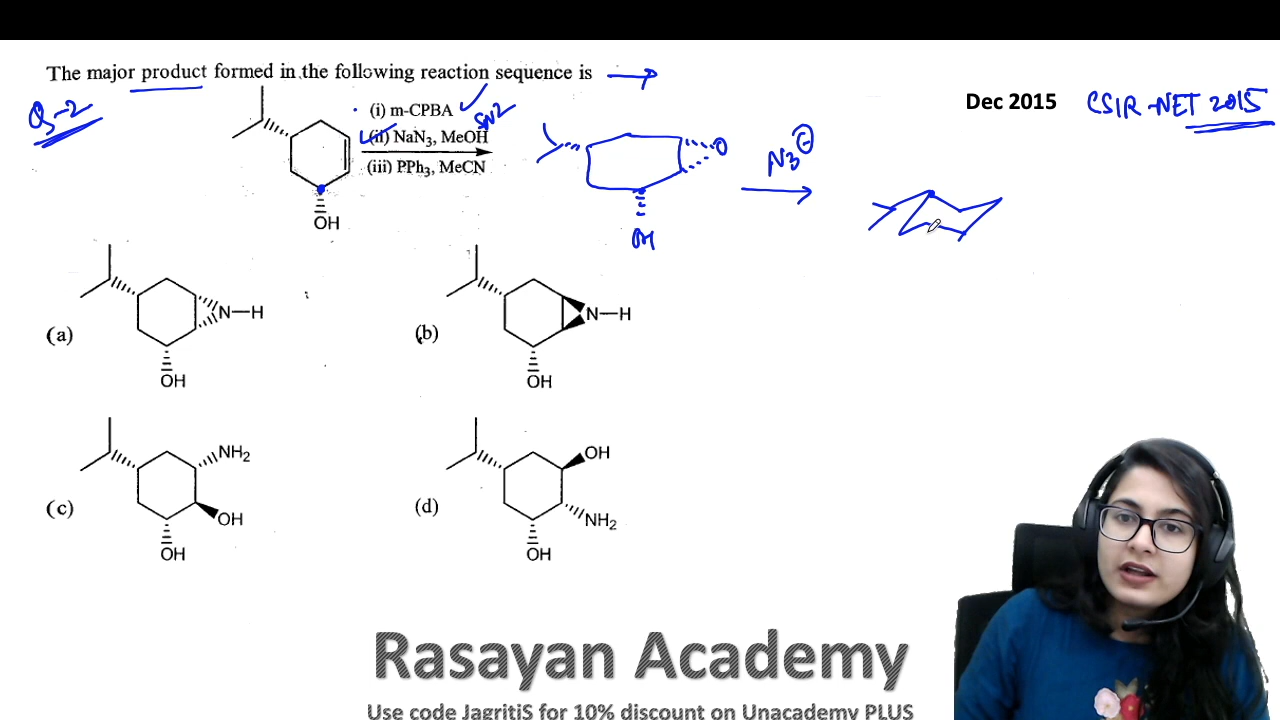 The major product formed in the following reaction sequence is
Q-2
(i) m-CPBA
(ii) NaN3, MeOH
SN2
(iii) PPh3, MeCN
OH
O
OH
N3⊖
Dec 2015 CSIR-NET 2015
(a)
N—H
OH
(b)
N—H
OH
(c)
NH2
OH
OH
(d)
OH
NH2
OH
Rasayan Academy
Use code JagritiS for 10% discount on Unacademy PLUS